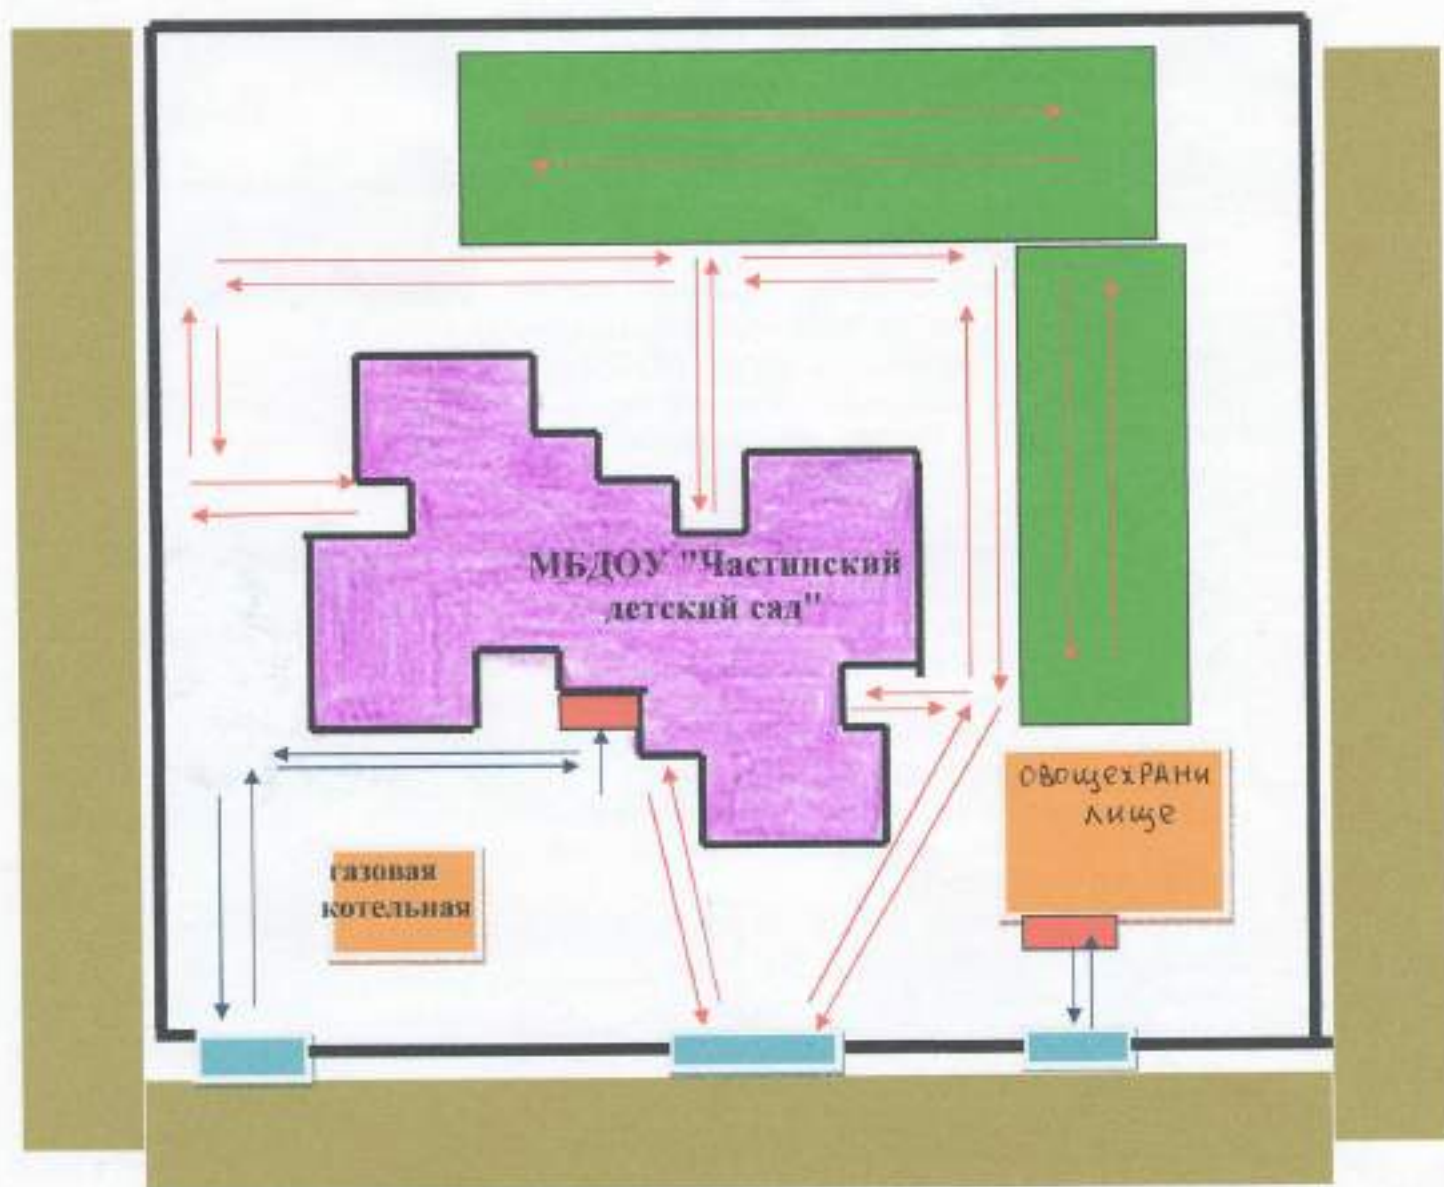 МБДОУ "Частинский
детский сад"
ОВОЩЕХРАНИ
ЛИЩЕ
газовая
котельная